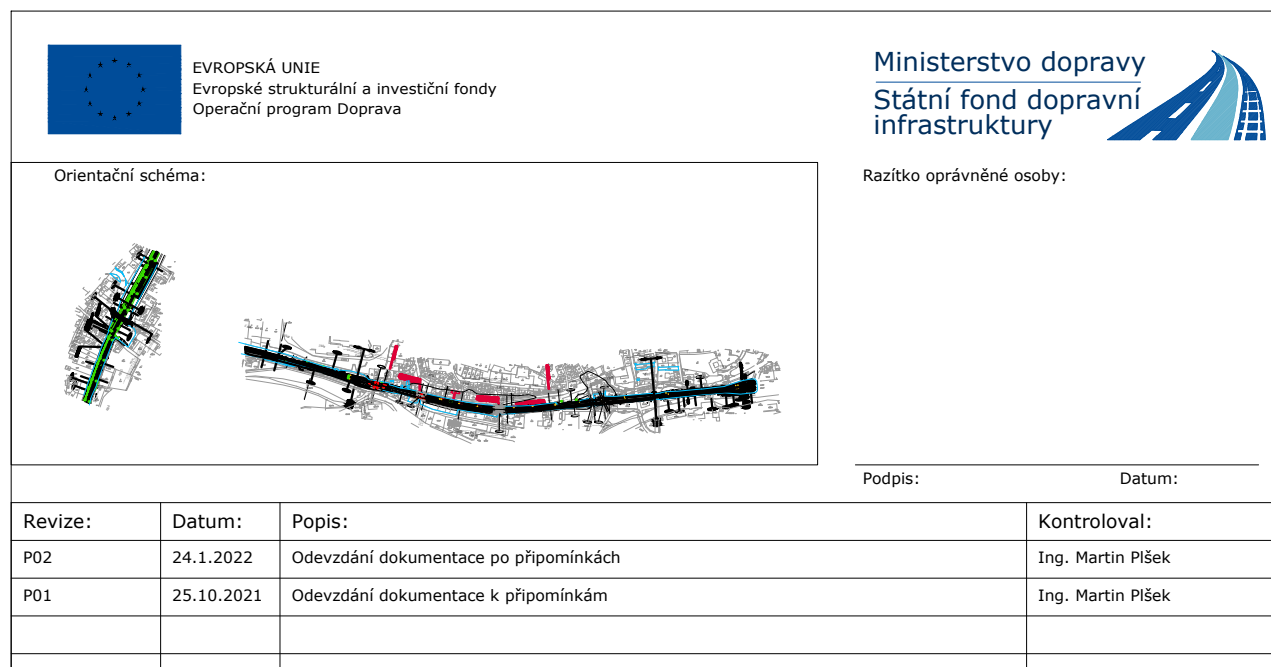 EVROPSKÁ UNIE
Evropské strukturální a investiční fondy
Operační program Doprava
Ministerstvo dopravy
Státní fond dopravní
infrastruktury
Orientační schéma:
Razítko oprávněné osoby:
Podpis: Datum:
Revize: Datum: Popis: Kontroloval:
P02 24.1.2022 Odevzdání dokumentace po připomínkách Ing. Martin Plšek
P01 25.10.2021 Odevzdání dokumentace k připomínkám Ing. Martin Plšek